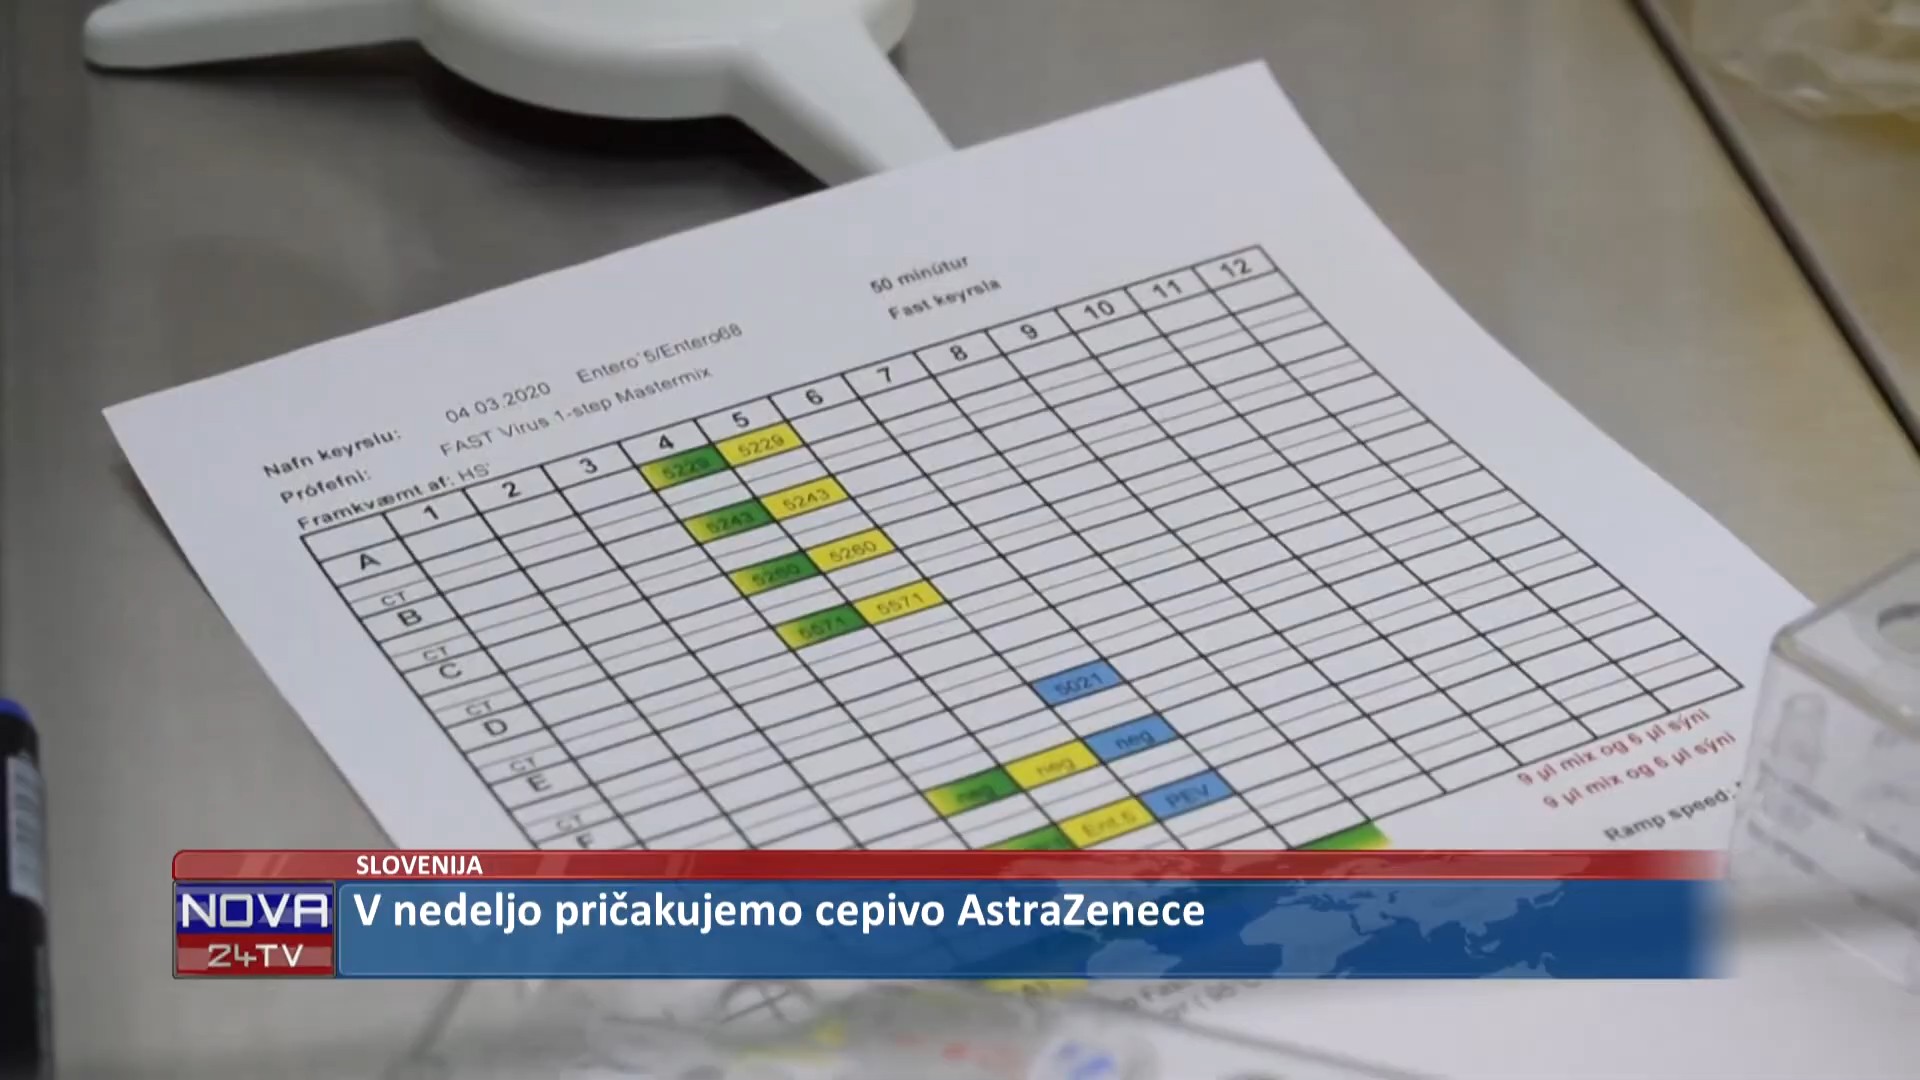 50 minútur
Fast keyrsla
Nafn keyrslu: 04 03.2020 Entero´5/Entero68
Prófefni: FAST Virus 1-step Mastermix
Framkvæmt af: HS
1 2 3 4 5 6 7 8 9 10 11 12
A 5229 5229
CT
B 5243 5243
CT
C 5260 5260
CT
D 5571 5571
CT
E 5021
CT
F neg neg neg
Ent.5 PEV
9 µl mix og 6 µl sýni
9 µl mix og 6 µl sýni
Ramp speed:
SLOVENIJA
NOVA
24TV
V nedeljo pričakujemo cepivo AstraZenece